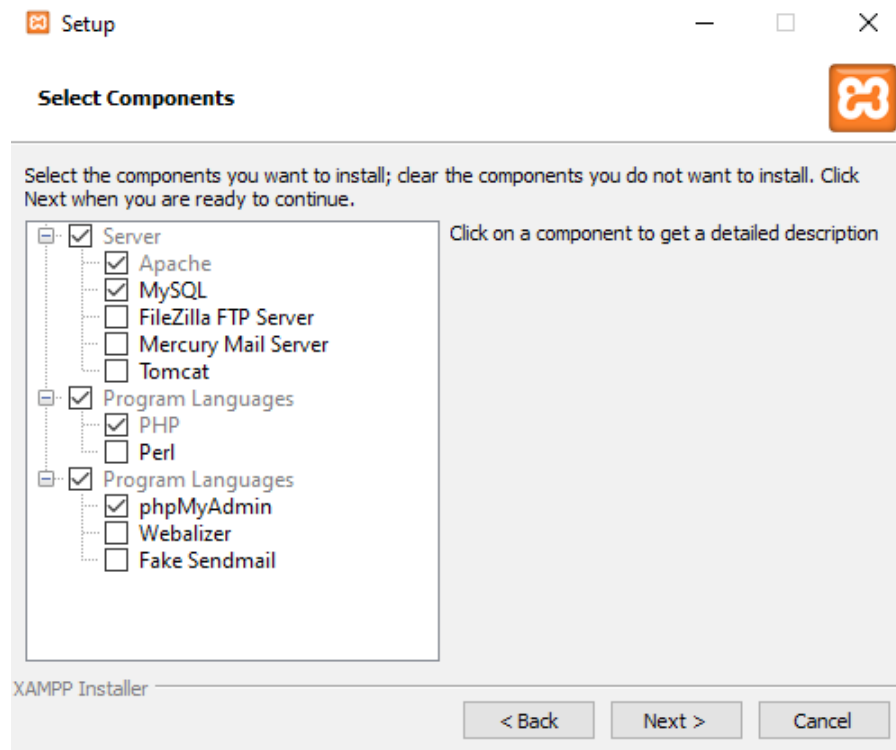 Setup
Select Components
Select the components you want to install; clear the components you do not want to install. Click
Next when you are ready to continue.
Server
Apache
MySQL
FileZilla FTP Server
Mercury Mail Server
Tomcat
Program Languages
PHP
Perl
Program Languages
phpMyAdmin
Webalizer
Fake Sendmail
Click on a component to get a detailed description
XAMPP Installer
< Back
Next >
Cancel